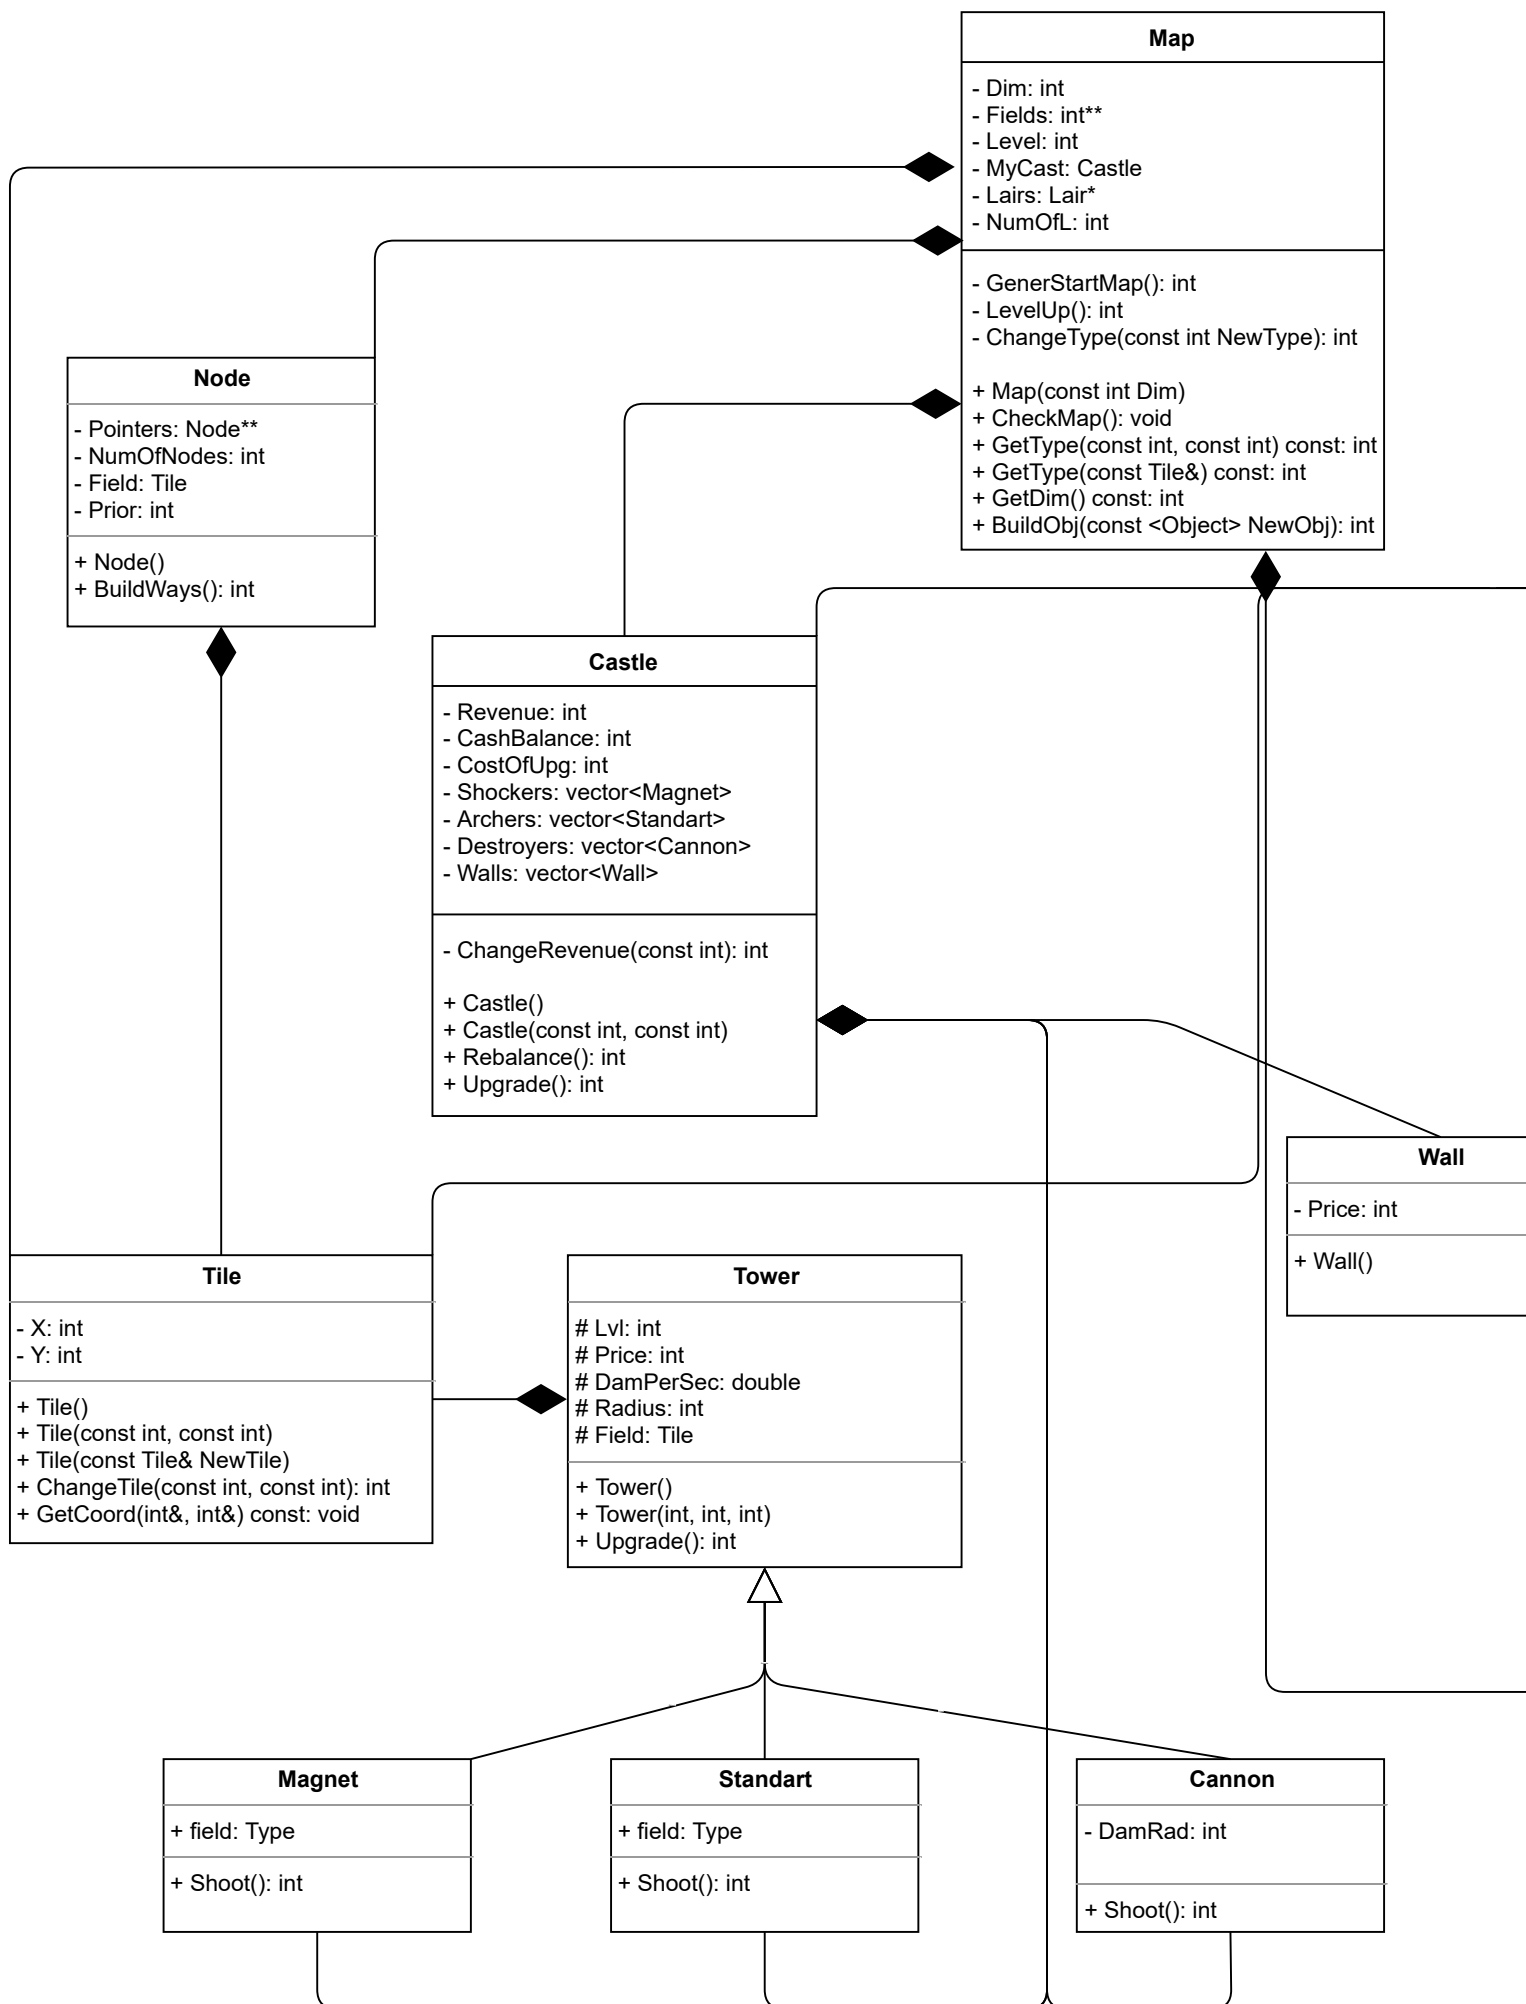 Map
- Dim: int
- Fields: int**
- Level: int
- MyCast: Castle
- Lairs: Lair*
- NumOfL: int
- GenerStartMap(): int
- LevelUp(): int
- ChangeType(const int NewType): int
+ Map(const int Dim)
+ CheckMap(): void
+ GetType(const int, const int) const: int
+ GetType(const Tile&) const: int
+ GetDim() const: int
+ BuildObj(const <Object> NewObj): int
Node
- Pointers: Node**
- NumOfNodes: int
- Field: Tile
- Prior: int
+ Node()
+ BuildWays(): int
Castle
- Revenue: int
- CashBalance: int
- CostOfUpg: int
- Shockers: vector<Magnet>
- Archers: vector<Standart>
- Destroyers: vector<Cannon>
- Walls: vector<Wall>
- ChangeRevenue(const int): int
+ Castle()
+ Castle(const int, const int)
+ Rebalance(): int
+ Upgrade(): int
Wall
- Price: int
+ Wall()
Tile
- X: int
- Y: int
+ Tile()
+ Tile(const int, const int)
+ Tile(const Tile& NewTile)
+ ChangeTile(const int, const int): int
+ GetCoord(int&, int&) const: void
Tower
# Lvl: int
# Price: int
# DamPerSec: double
# Radius: int
# Field: Tile
+ Tower()
+ Tower(int, int, int)
+ Upgrade(): int
Magnet
+ field: Type
+ Shoot(): int
Standart
+ field: Type
+ Shoot(): int
Cannon
- DamRad: int
+ Shoot(): int